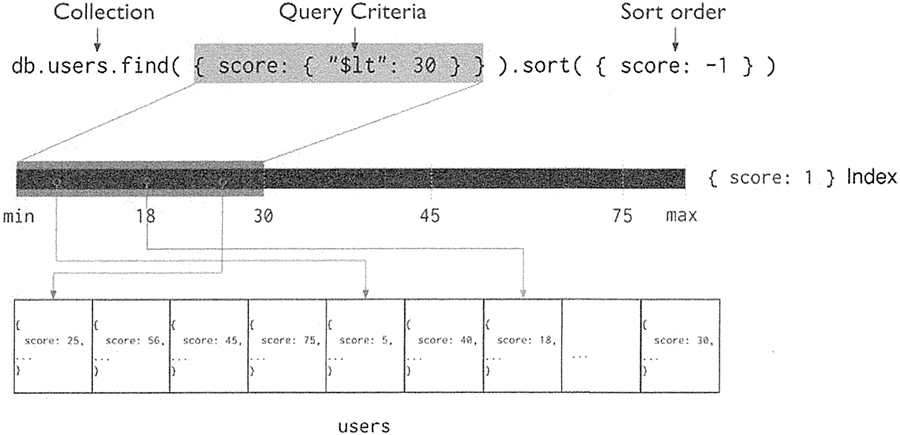 Collection Query Criteria Sort order
db.users.find( { score: { "$lt": 30 } } ).sort( { score: -1 } )
{ score: 1 } Index
min 18 30 45 75 max
{ { { { { { { {
score: 25, score: 56, score: 45, score: 75, score: 5, score: 40, score: 18, score: 30,
... ... ... ... ... ... ... ... ...
} } } } } } } }
users